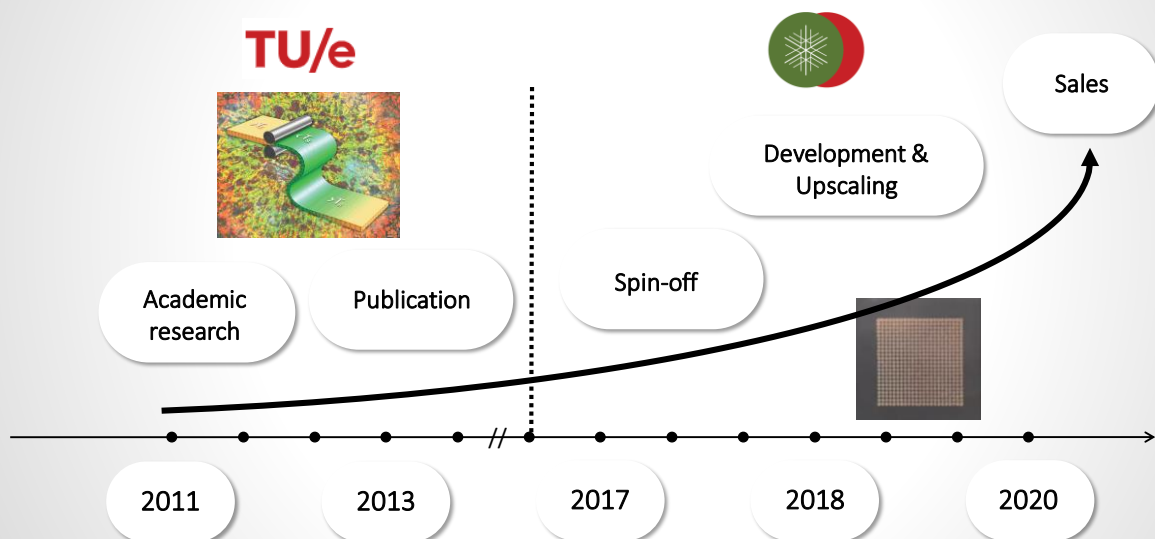 TU/e
Sales
Development &
Upscaling
Spin-off
Academic
research
Publication
//
2011
2013
2017
2018
2020